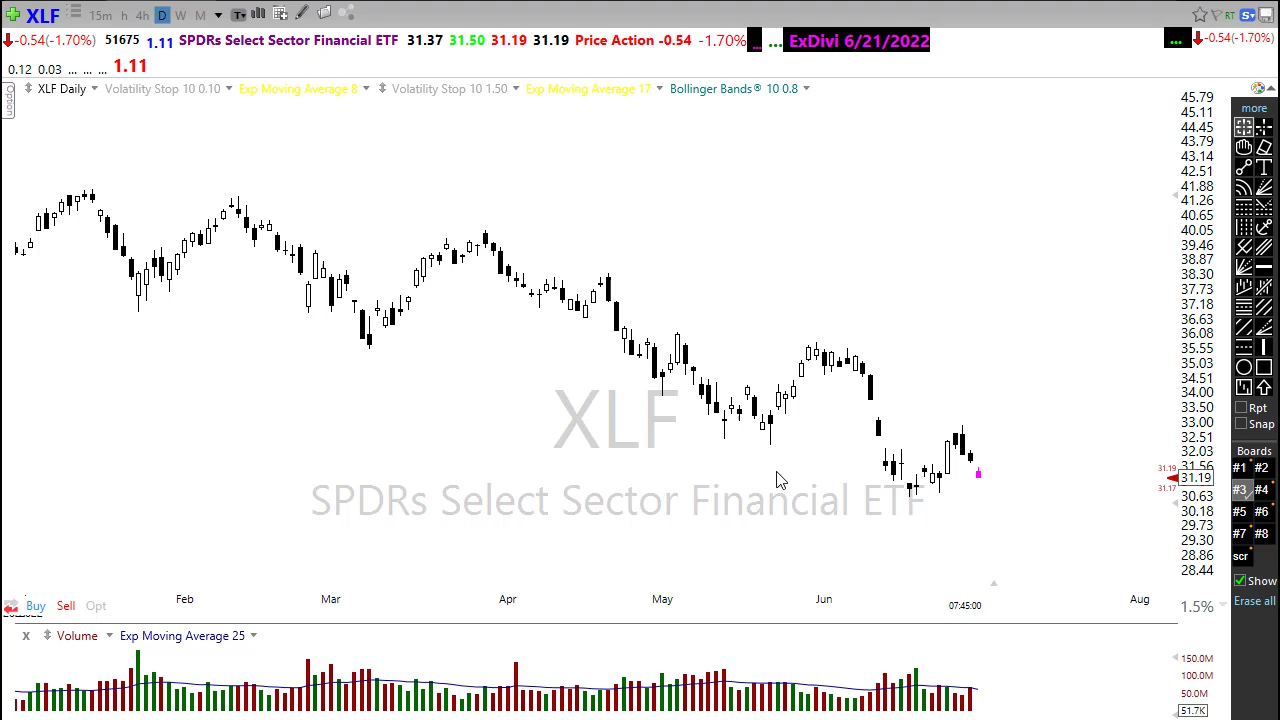 XLF 15m h 4h D W M T RT S
-0.54(-1.70%) 51675 1.11 SPDRs Select Sector Financial ETF 31.37 31.50 31.19 31.19 Price Action -0.54 -1.70% ... ... ExDivi 6/21/2022 ... -0.54(-1.70%)
0.12 0.03 ... ... ... 1.11
Option
XLF Daily Volatility Stop 10 0.10 Exp Moving Average 8 Volatility Stop 10 1.50 Exp Moving Average 17 Bollinger Bands® 10 0.8
45.79
45.11
44.45
43.79
43.14
42.51
41.88
41.26
40.65
40.05
39.46
38.87
38.30
37.73
37.18
36.63
36.08
35.55
35.03
34.51
34.00
33.50
33.00
32.51
32.03
31.56
31.19
31.19
31.17
30.63
30.18
29.73
29.30
28.86
28.44
XLF
SPDRs Select Sector Financial ETF
more
Rpt
Snap
Boards
#1 #2
#3 #4
#5 #6
#7 #8
scr
Show
Erase all
Feb Mar Apr May Jun 07:45:00 Aug
Buy Sell Opt
1.5%
X Volume Exp Moving Average 25
150.0M
100.0M
50.0M
51.7K